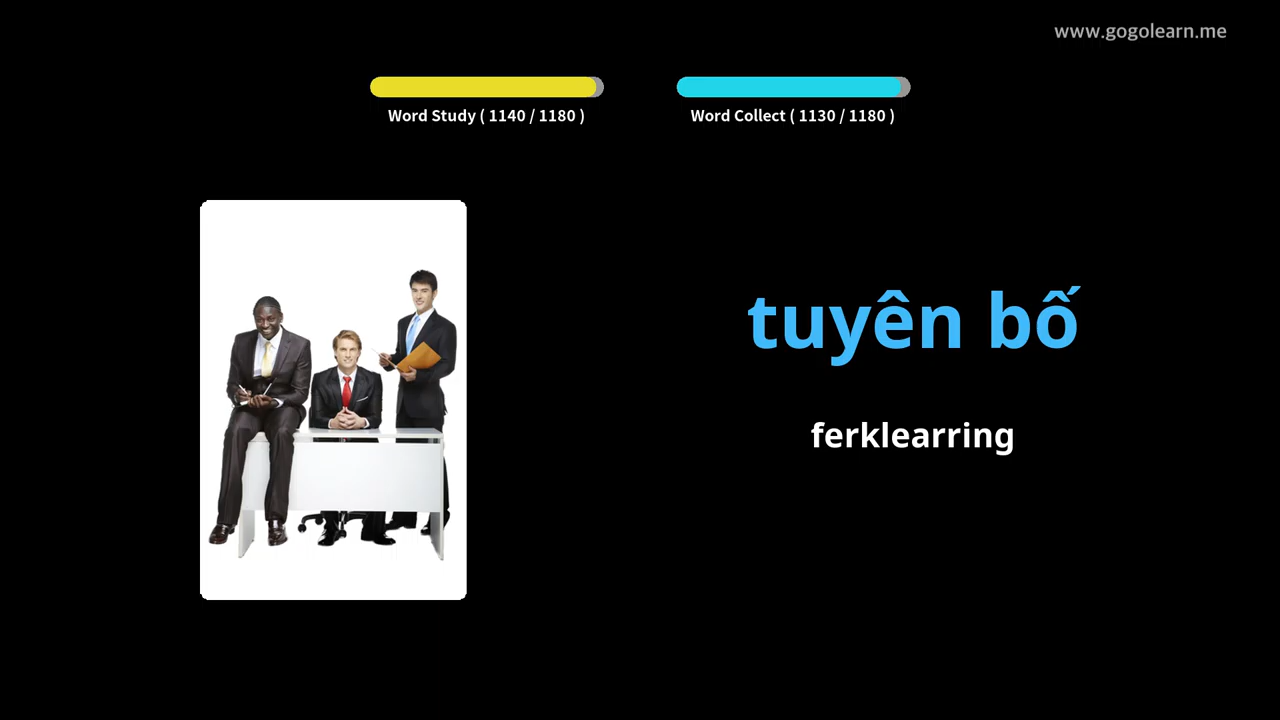 www.gogolearn.me
Word Study ( 1140 / 1180 )
Word Collect ( 1130 / 1180 )
tuyên bố
ferklearring